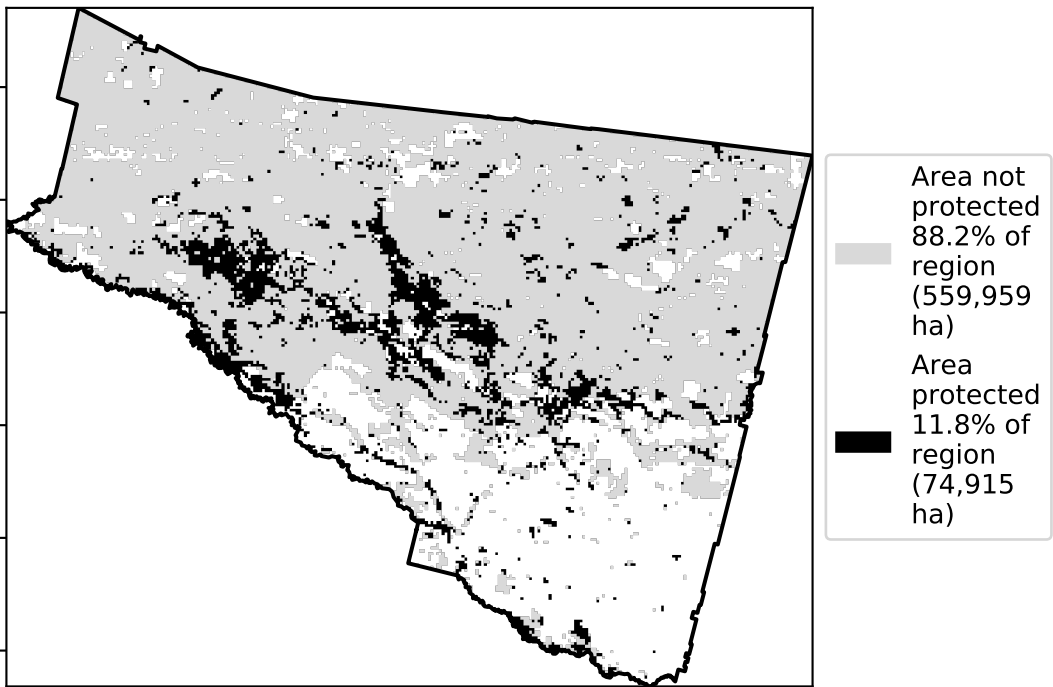 Area not
protected
88.2% of
region
(559,959
ha)
Area
protected
11.8% of
region
(74,915
ha)